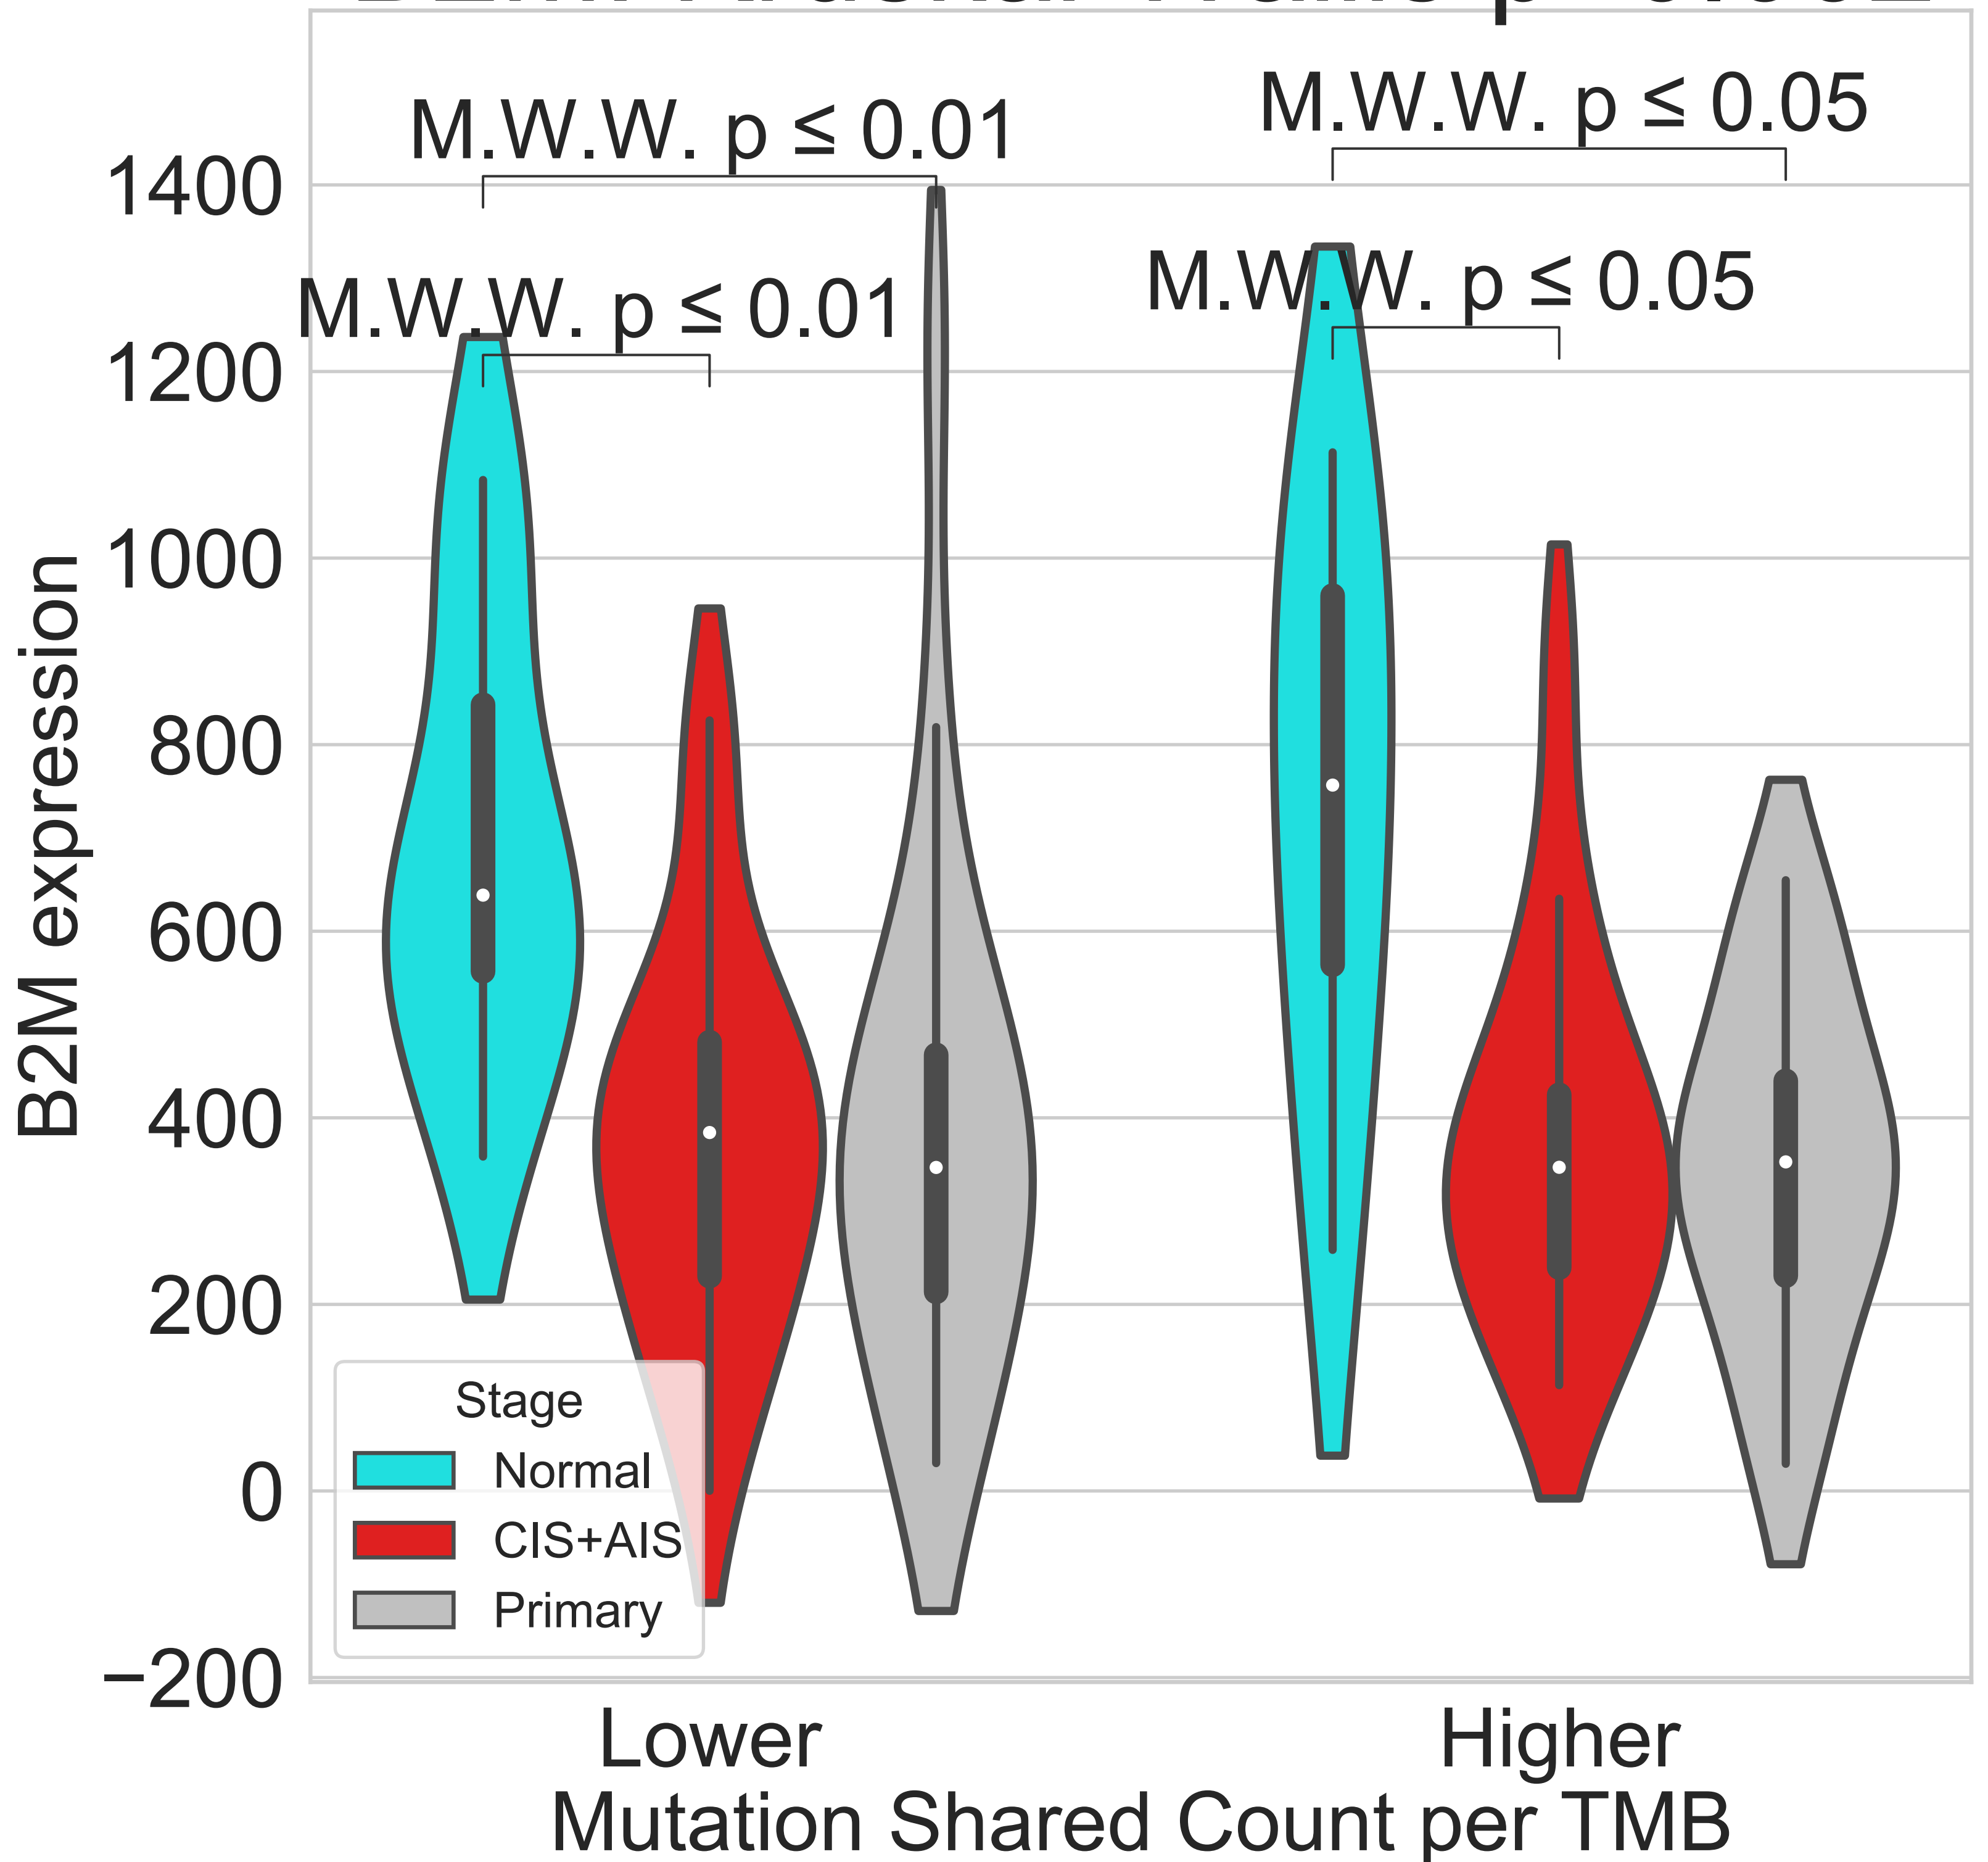 M.W.W. p ≤ 0.05
M.W.W. p ≤ 0.01
1400
M.W.W. p ≤ 0.05
M.W.W. p ≤ 0.01
1200
1000
800
600
400
200
0
−200
B2M expression
Stage
Normal
CIS+AIS
Primary
Lower
Higher
Mutation Shared Count per TMB